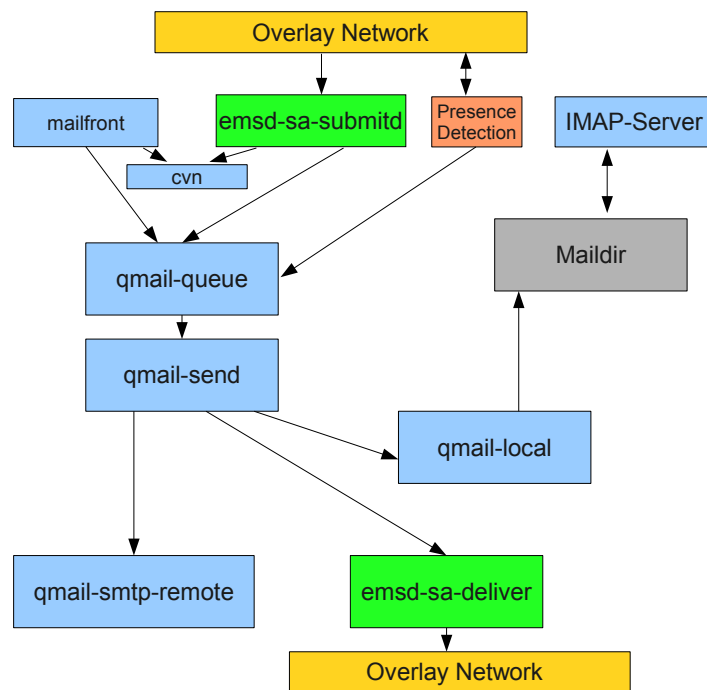 Overlay Network
mailfront
emsd-sa-submitd
Presence
Detection
IMAP-Server
cvn
qmail-queue
Maildir
qmail-send
qmail-local
qmail-smtp-remote
emsd-sa-deliver
Overlay Network